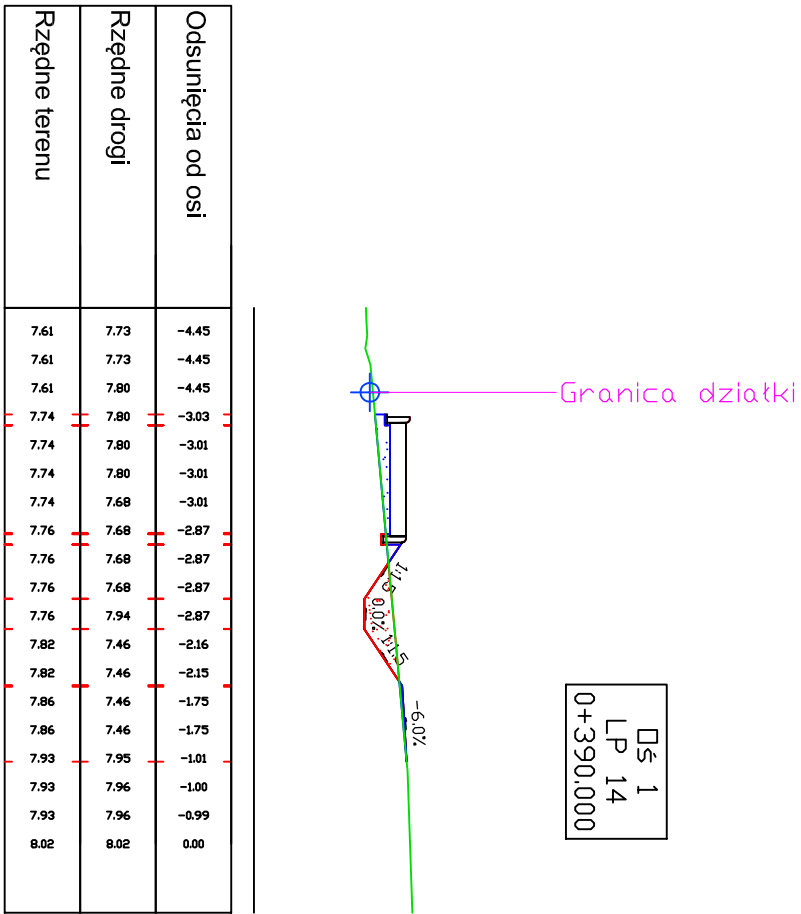 Odsunięcia od osi
Rzędne drogi
Rzędne terenu
7.61 7.73 -4.45
7.61 7.73 -4.45
7.61 7.80 -4.45
7.74 7.80 -3.03
7.74 7.80 -3.01
7.74 7.80 -3.01
7.74 7.68 -3.01
7.76 7.68 -2.87
7.76 7.68 -2.87
7.76 7.68 -2.87
7.76 7.94 -2.87
7.82 7.46 -2.16
7.82 7.46 -2.15
7.86 7.46 -1.75
7.86 7.46 -1.75
7.93 7.95 -1.01
7.93 7.96 -1.00
7.93 7.96 -0.99
8.02 8.02 0.00
Granica działki
1:1.5
0.0%
1:1.5
-6.0%
Oś 1
LP 14
0+390.000